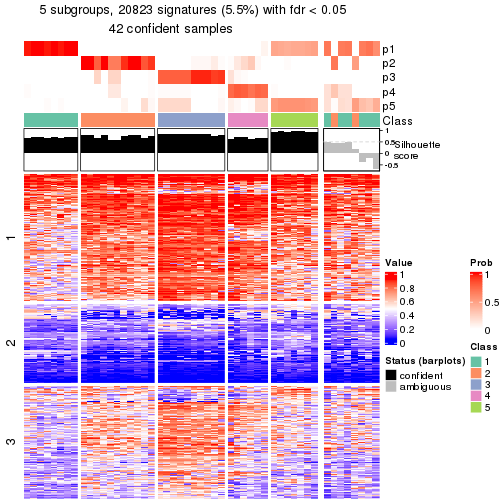 5 subgroups, 20823 signatures (5.5%) with fdr < 0.05
42 confident samples
p1
p2
p3
p4
p5
Class
1
0.5
0
-0.5
Silhouette
score
1
2
3
Value
1
0.8
0.6
0.4
0.2
0
Status (barplots)
confident
ambiguous
Prob
1
0.5
0
Class
1
2
3
4
5